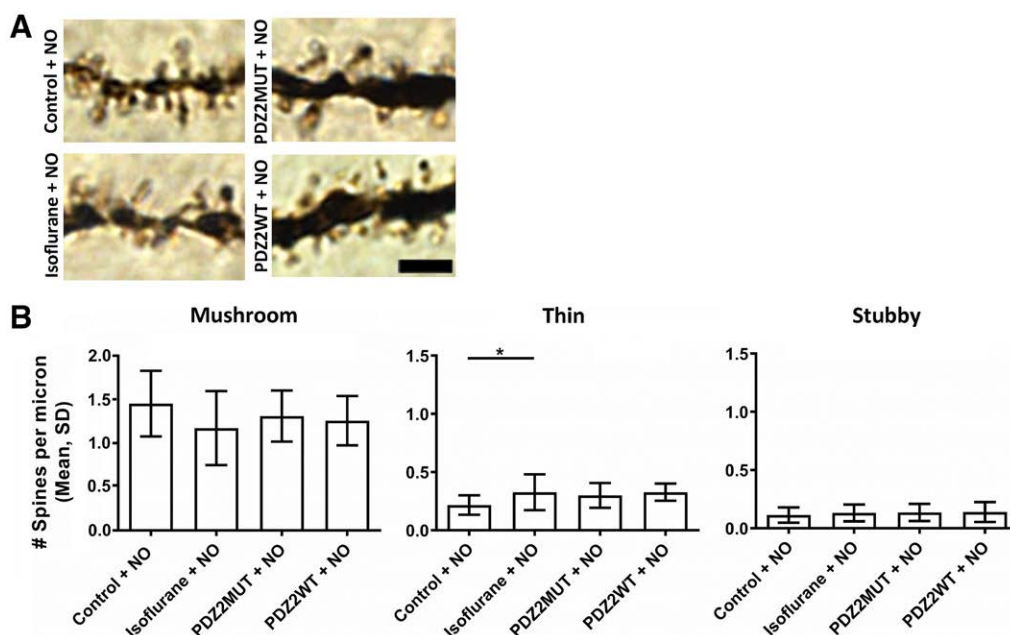 A
Control + NO
PDZ2MUT + NO
Isoflurane + NO
PDZ2WT + NO
B
Mushroom
Thin
Stubby
# Spines per micron
(Mean, SD)
2.0
1.5
1.0
0.5
0.0
Control + NO
Isoflurane + NO
PDZ2MUT + NO
PDZ2WT + NO
*
1.5
1.0
0.5
0.0
Control + NO
Isoflurane + NO
PDZ2MUT + NO
PDZ2WT + NO
1.5
1.0
0.5
0.0
Control + NO
Isoflurane + NO
PDZ2MUT + NO
PDZ2WT + NO